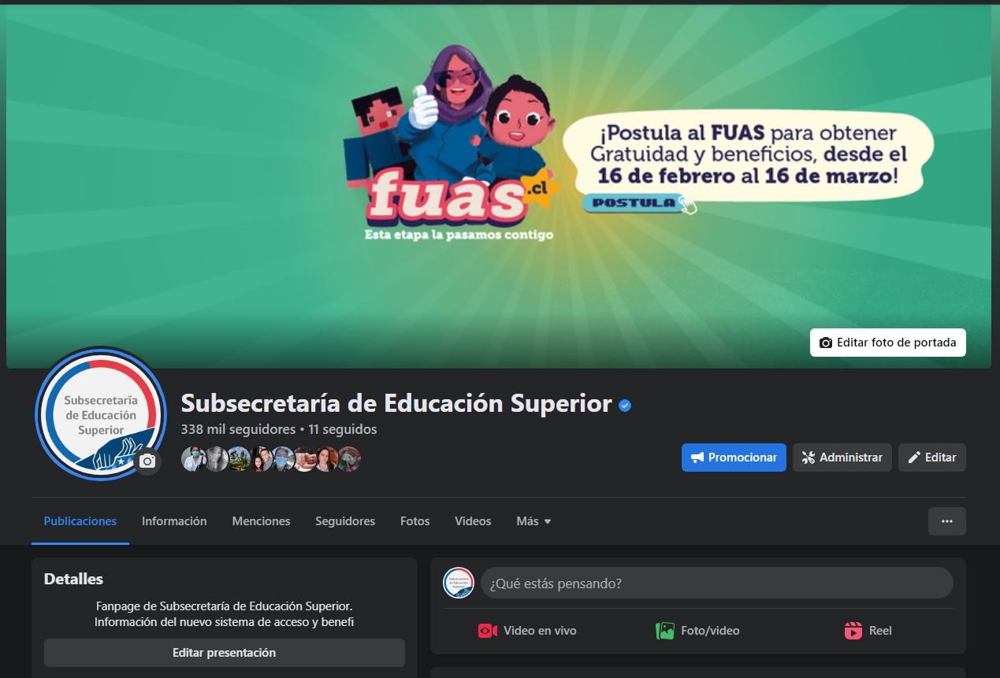 ¡Postula al FUAS para obtener
Gratuidad y beneficios, desde el
16 de febrero al 16 de marzo!
POSTULA
fuas.cl
Esta etapa la pasamos contigo
Editar foto de portada
Subsecretaría
de Educación
Superior
Subsecretaría de Educación Superior
338 mil seguidores • 11 seguidos
Promocionar
Administrar
Editar
Publicaciones
Información
Menciones
Seguidores
Fotos
Videos
Más
Detalles
Fanpage de Subsecretaría de Educación Superior.
Información del nuevo sistema de acceso y benefi
Editar presentación
Subsecretaría
de Educación
Superior
¿Qué estás pensando?
Video en vivo
Foto/video
Reel